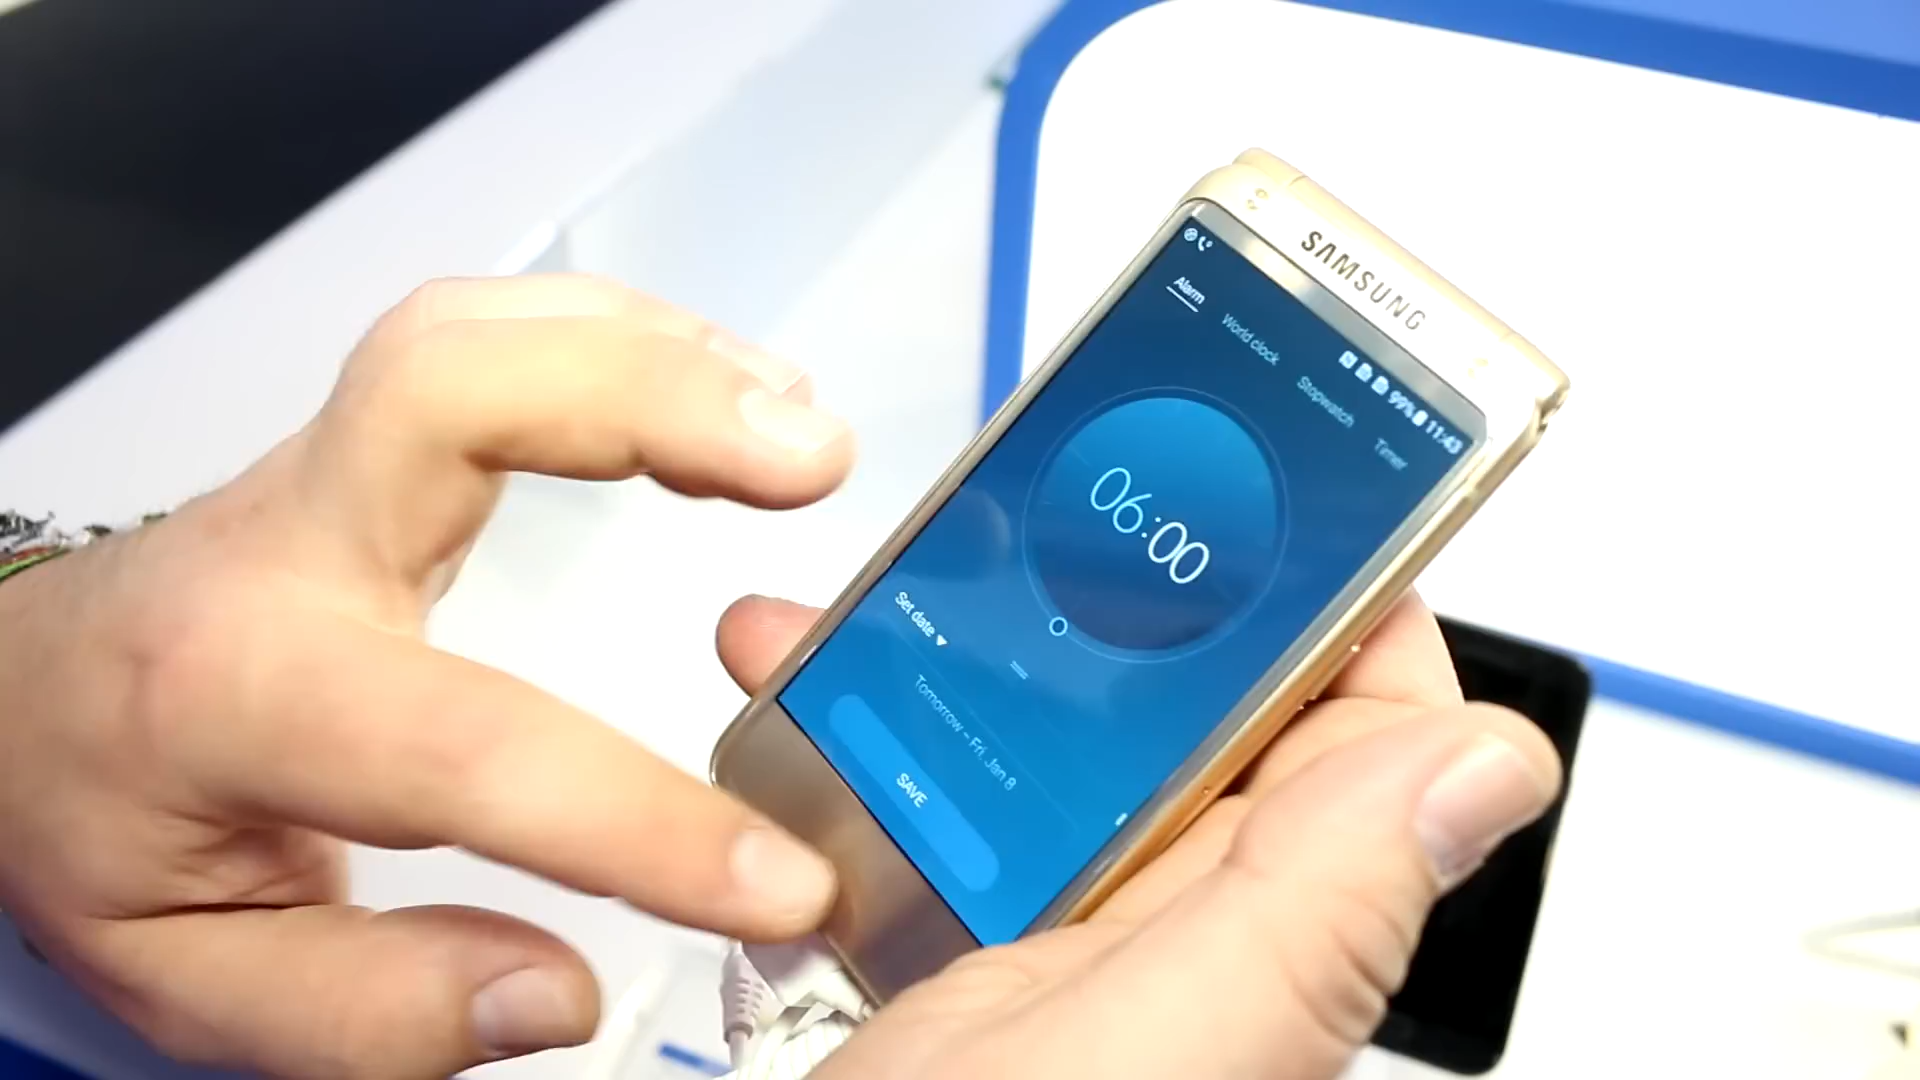 SAMSUNG
99% 11:43
Alarm World clock Stopwatch Timer
06:00
Set date
Tomorrow – Fri, Jan 8
SAVE